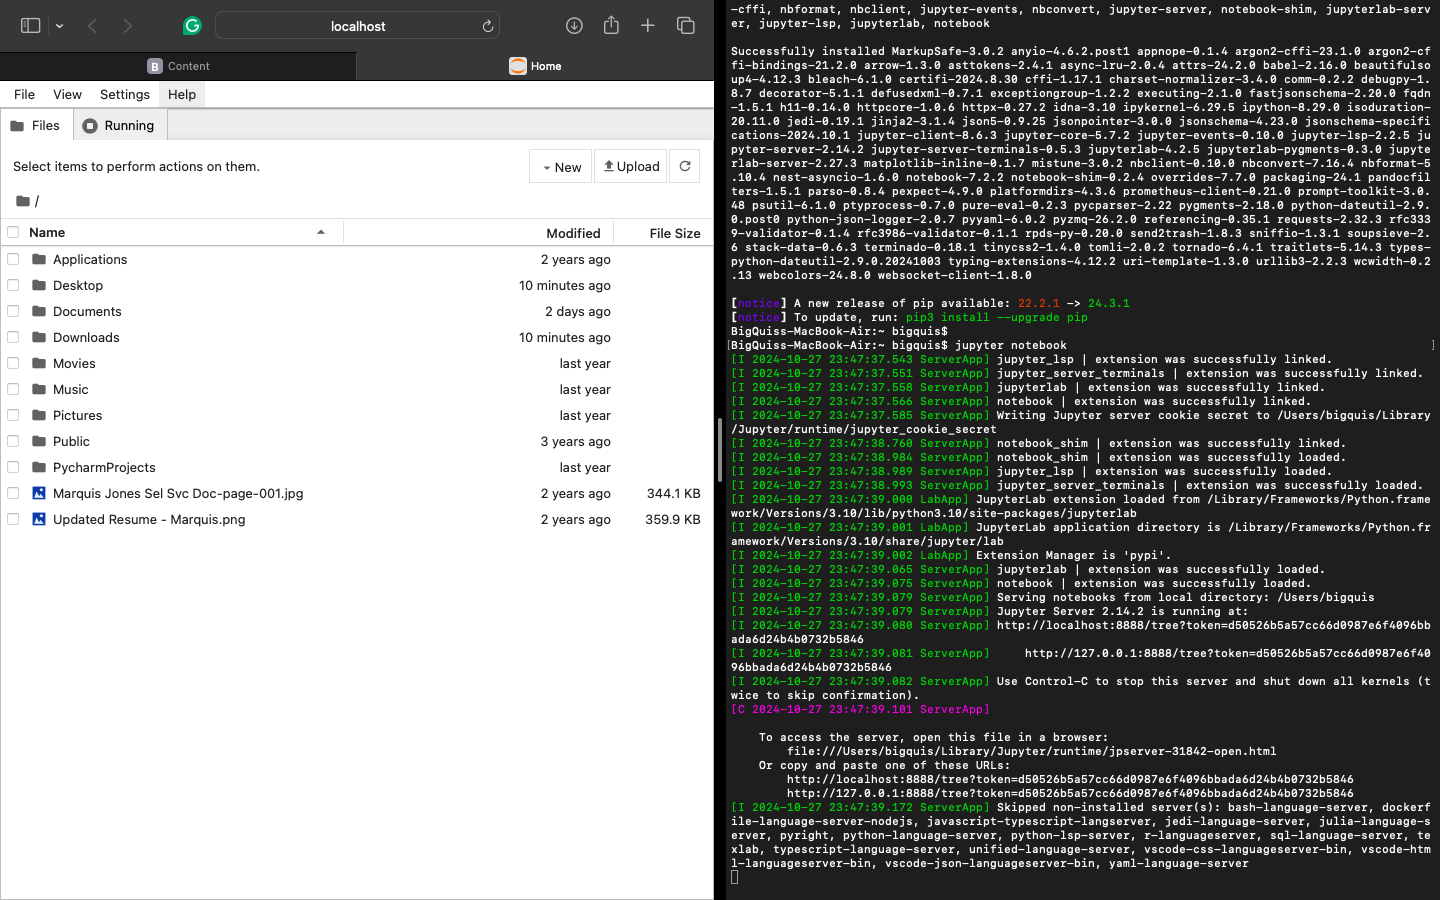 localhost
Content
Home
File View Settings Help
Files Running
Select items to perform actions on them.
New Upload
/
Name Modified File Size
Applications 2 years ago
Desktop 10 minutes ago
Documents 2 days ago
Downloads 10 minutes ago
Movies last year
Music last year
Pictures last year
Public 3 years ago
PycharmProjects last year
Marquis Jones Sel Svc Doc-page-001.jpg 2 years ago 344.1 KB
Updated Resume - Marquis.png 2 years ago 359.9 KB
-cffi, nbformat, nbclient, jupyter-events, nbconvert, jupyter-server, notebook-shim, jupyterlab-serv
er, jupyter-lsp, jupyterlab, notebook
Successfully installed MarkupSafe-3.0.2 anyio-4.6.2.post1 appnope-0.1.4 argon2-cffi-23.1.0 argon2-cf
fi-bindings-21.2.0 arrow-1.3.0 asttokens-2.4.1 async-lru-2.0.4 attrs-24.2.0 babel-2.16.0 beautifulso
up4-4.12.3 bleach-6.1.0 certifi-2024.8.30 cffi-1.17.1 charset-normalizer-3.4.0 comm-0.2.2 debugpy-1.
8.7 decorator-5.1.1 defusedxml-0.7.1 exceptiongroup-1.2.2 executing-2.1.0 fastjsonschema-2.20.0 fqdn
-1.5.1 h11-0.14.0 httpcore-1.0.6 httpx-0.27.2 idna-3.10 ipykernel-6.29.5 ipython-8.29.0 isoduration-
20.11.0 jedi-0.19.1 jinja2-3.1.4 json5-0.9.25 jsonpointer-3.0.0 jsonschema-4.23.0 jsonschema-specifi
cations-2024.10.1 jupyter-client-8.6.3 jupyter-core-5.7.2 jupyter-events-0.10.0 jupyter-lsp-2.2.5 ju
pyter-server-2.14.2 jupyter-server-terminals-0.5.3 jupyterlab-4.2.5 jupyterlab-pygments-0.3.0 jupyte
rlab-server-2.27.3 matplotlib-inline-0.1.7 mistune-3.0.2 nbclient-0.10.0 nbconvert-7.16.4 nbformat-5
.10.4 nest-asyncio-1.6.0 notebook-7.2.2 notebook-shim-0.2.4 overrides-7.7.0 packaging-24.1 pandocfil
ters-1.5.1 parso-0.8.4 pexpect-4.9.0 platformdirs-4.3.6 prometheus-client-0.21.0 prompt-toolkit-3.0.
48 psutil-6.1.0 ptyprocess-0.7.0 pure-eval-0.2.3 pycparser-2.22 pygments-2.18.0 python-dateutil-2.9.
0.post0 python-json-logger-2.0.7 pyyaml-6.0.2 pyzmq-26.2.0 referencing-0.35.1 requests-2.32.3 rfc333
9-validator-0.1.4 rfc3986-validator-0.1.1 rpds-py-0.20.0 send2trash-1.8.3 sniffio-1.3.1 soupsieve-2.
6 stack-data-0.6.3 terminado-0.18.1 tinycss2-1.4.0 tomli-2.0.2 tornado-6.4.1 traitlets-5.14.3 types-
python-dateutil-2.9.0.20241003 typing-extensions-4.12.2 uri-template-1.3.0 urllib3-2.2.3 wcwidth-0.2
.13 webcolors-24.8.0 websocket-client-1.8.0
[notice] A new release of pip available: 22.2.1 -> 24.3.1
[notice] To update, run: pip3 install --upgrade pip
BigQuiss-MacBook-Air:~ bigquis$
[BigQuiss-MacBook-Air:~ bigquis$ jupyter notebook ]
[I 2024-10-27 23:47:37.543 ServerApp] jupyter_lsp | extension was successfully linked.
[I 2024-10-27 23:47:37.551 ServerApp] jupyter_server_terminals | extension was successfully linked.
[I 2024-10-27 23:47:37.558 ServerApp] jupyterlab | extension was successfully linked.
[I 2024-10-27 23:47:37.566 ServerApp] notebook | extension was successfully linked.
[I 2024-10-27 23:47:37.585 ServerApp] Writing Jupyter server cookie secret to /Users/bigquis/Library
/Jupyter/runtime/jupyter_cookie_secret
[I 2024-10-27 23:47:38.760 ServerApp] notebook_shim | extension was successfully linked.
[I 2024-10-27 23:47:38.984 ServerApp] notebook_shim | extension was successfully loaded.
[I 2024-10-27 23:47:38.989 ServerApp] jupyter_lsp | extension was successfully loaded.
[I 2024-10-27 23:47:38.993 ServerApp] jupyter_server_terminals | extension was successfully loaded.
[I 2024-10-27 23:47:39.000 LabApp] JupyterLab extension loaded from /Library/Frameworks/Python.frame
work/Versions/3.10/lib/python3.10/site-packages/jupyterlab
[I 2024-10-27 23:47:39.001 LabApp] JupyterLab application directory is /Library/Frameworks/Python.fr
amework/Versions/3.10/share/jupyter/lab
[I 2024-10-27 23:47:39.002 LabApp] Extension Manager is 'pypi'.
[I 2024-10-27 23:47:39.065 ServerApp] jupyterlab | extension was successfully loaded.
[I 2024-10-27 23:47:39.075 ServerApp] notebook | extension was successfully loaded.
[I 2024-10-27 23:47:39.079 ServerApp] Serving notebooks from local directory: /Users/bigquis
[I 2024-10-27 23:47:39.079 ServerApp] Jupyter Server 2.14.2 is running at:
[I 2024-10-27 23:47:39.080 ServerApp] http://localhost:8888/tree?token=d50526b5a57cc66d0987e6f4096bb
ada6d24b4b0732b5846
[I 2024-10-27 23:47:39.081 ServerApp]     http://127.0.0.1:8888/tree?token=d50526b5a57cc66d0987e6f40
96bbada6d24b4b0732b5846
[I 2024-10-27 23:47:39.082 ServerApp] Use Control-C to stop this server and shut down all kernels (t
wice to skip confirmation).
[C 2024-10-27 23:47:39.101 ServerApp]
To access the server, open this file in a browser:
file:///Users/bigquis/Library/Jupyter/runtime/jpserver-31842-open.html
Or copy and paste one of these URLs:
http://localhost:8888/tree?token=d50526b5a57cc66d0987e6f4096bbada6d24b4b0732b5846
http://127.0.0.1:8888/tree?token=d50526b5a57cc66d0987e6f4096bbada6d24b4b0732b5846
[I 2024-10-27 23:47:39.172 ServerApp] Skipped non-installed server(s): bash-language-server, dockerf
ile-language-server-nodejs, javascript-typescript-langserver, jedi-language-server, julia-language-s
erver, pyright, python-language-server, python-lsp-server, r-languageserver, sql-language-server, te
xlab, typescript-language-server, unified-language-server, vscode-css-languageserver-bin, vscode-htm
l-languageserver-bin, vscode-json-languageserver-bin, yaml-language-server